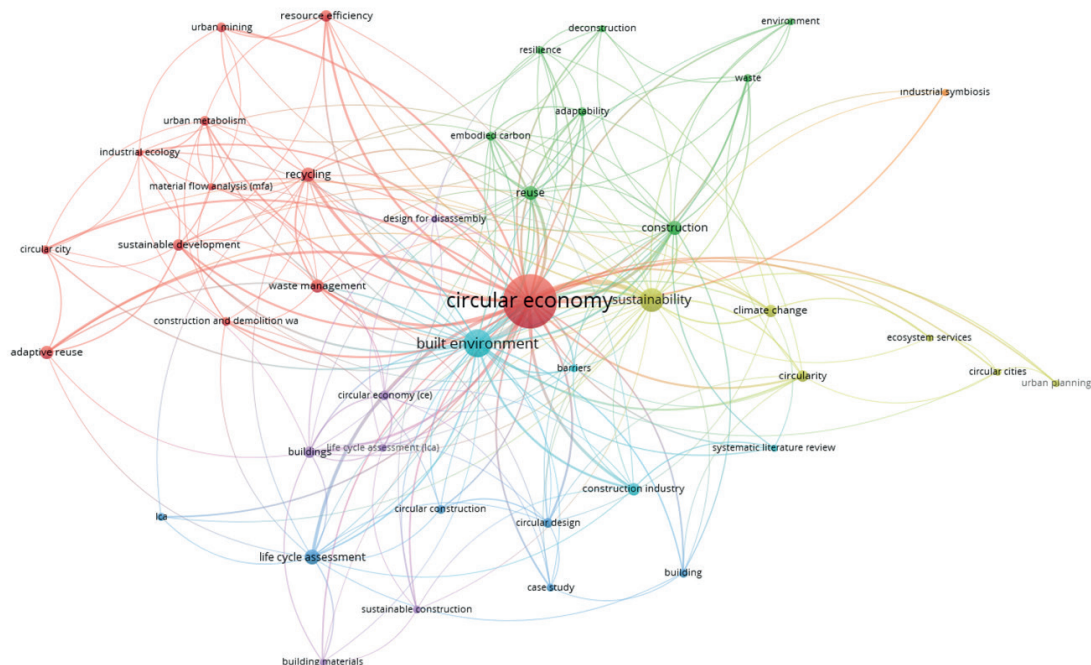 resource efficiency
urban mining
environment
deconstruction
resilience
waste
industrial symbiosis
adaptability
urban metabolism
embodied carbon
industrial ecology
recycling
material flow analysis (mfa)
reuse
design for disassembly
construction
sustainable development
circular city
waste management
circular economy
sustainability
climate change
construction and demolition wa
ecosystem services
built environment
adaptive reuse
barriers
circular cities
circularity
urban planning
circular economy (ce)
life cycle assessment (lca)
buildings
systematic literature review
construction industry
circular construction
lca
circular design
life cycle assessment
building
case study
sustainable construction
building materials